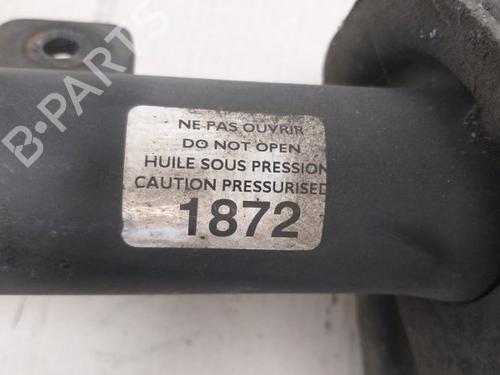 B-PARTS
NE PAS OUVRIR
DO NOT OPEN
HUILE SOUS PRESSION
CAUTION PRESSURISED
1872